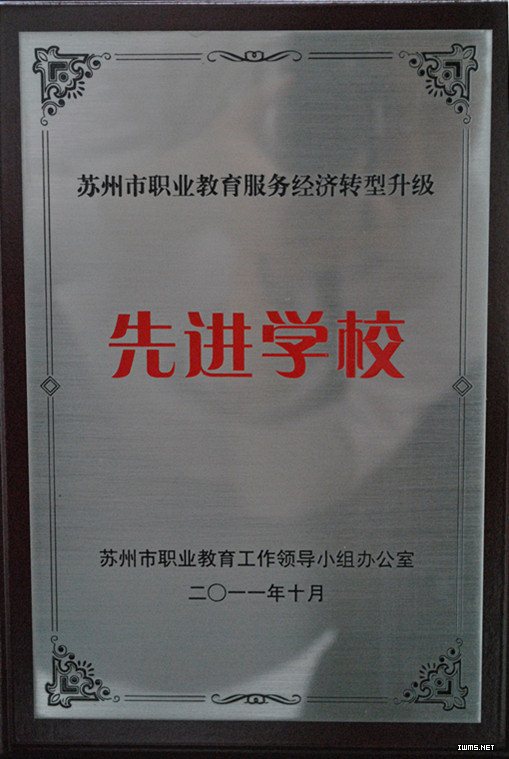 苏州市职业教育服务经济转型升级
先进学校
苏州市职业教育工作领导小组办公室
二〇一一年十月
IWMS.NET